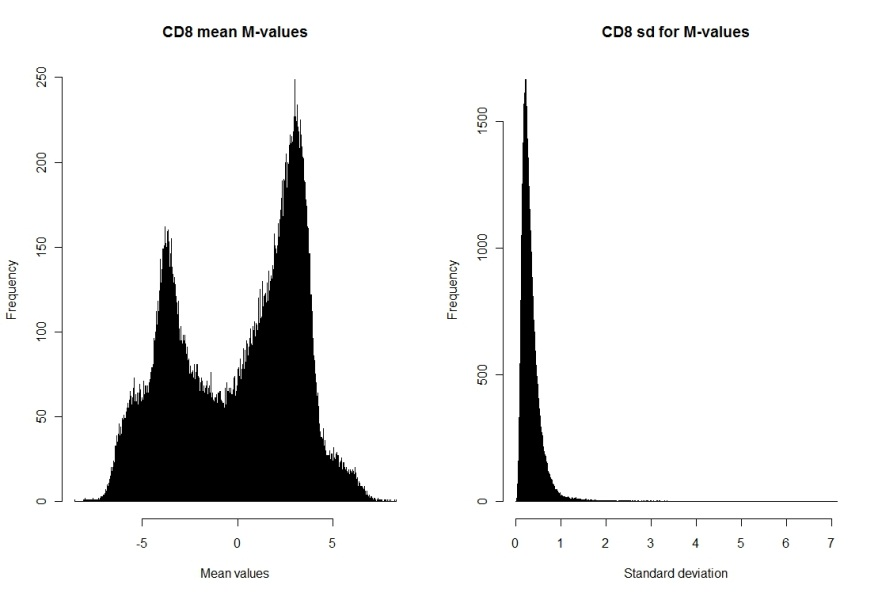 CD8 mean M-values
Frequency
0
50
100
150
200
250
-5 0 5
Mean values
CD8 sd for M-values
Frequency
0
500
1000
1500
0 1 2 3 4 5 6 7
Standard deviation